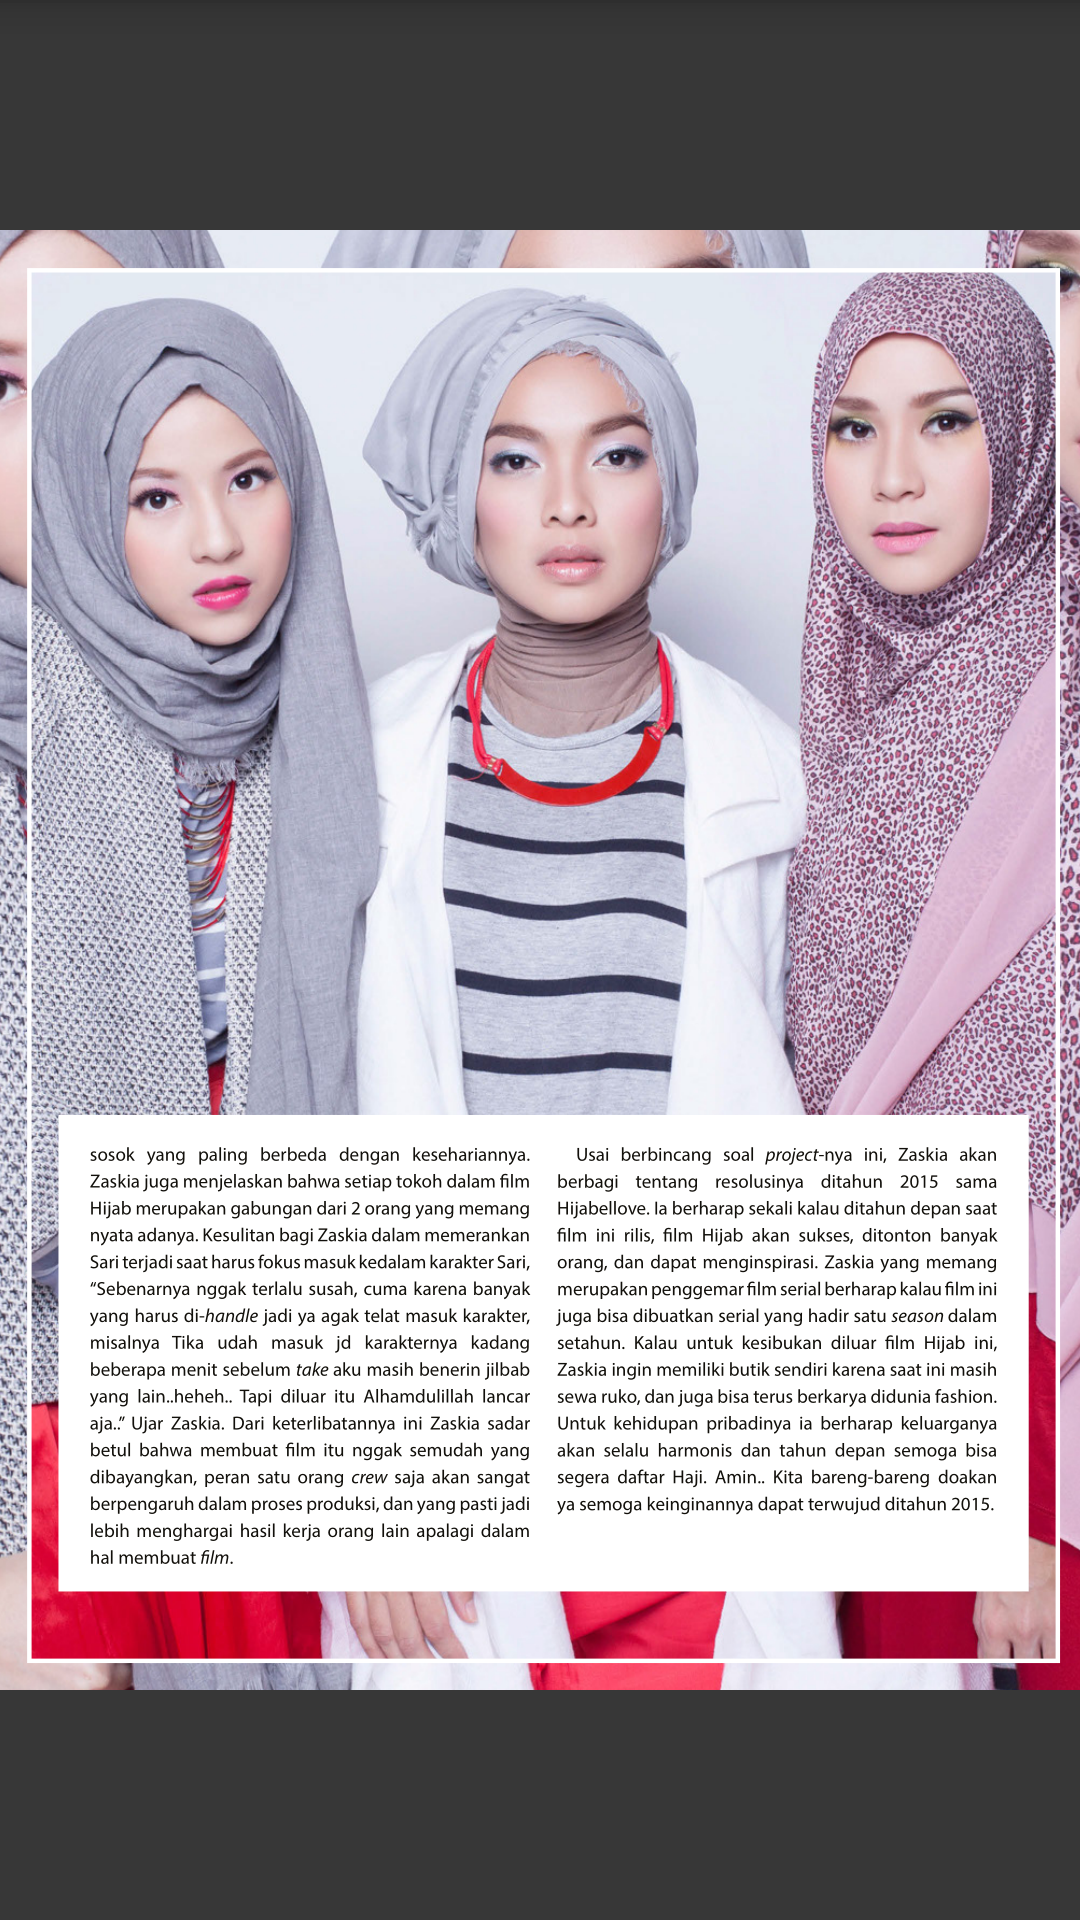 sosok yang paling berbeda dengan kesehariannya.
Zaskia juga menjelaskan bahwa setiap tokoh dalam film
Hijab merupakan gabungan dari 2 orang yang memang
nyata adanya. Kesulitan bagi Zaskia dalam memerankan
Sari terjadi saat harus fokus masuk kedalam karakter Sari,
“Sebenarnya nggak terlalu susah, cuma karena banyak
yang harus di-handle jadi ya agak telat masuk karakter,
misalnya Tika udah masuk jd karakternya kadang
beberapa menit sebelum take aku masih benerin jilbab
yang lain..heheh.. Tapi diluar itu Alhamdulillah lancar
aja..” Ujar Zaskia. Dari keterlibatannya ini Zaskia sadar
betul bahwa membuat film itu nggak semudah yang
dibayangkan, peran satu orang crew saja akan sangat
berpengaruh dalam proses produksi, dan yang pasti jadi
lebih menghargai hasil kerja orang lain apalagi dalam
hal membuat film.
Usai berbincang soal project-nya ini, Zaskia akan
berbagi tentang resolusinya ditahun 2015 sama
Hijabellove. Ia berharap sekali kalau ditahun depan saat
film ini rilis, film Hijab akan sukses, ditonton banyak
orang, dan dapat menginspirasi. Zaskia yang memang
merupakan penggemar film serial berharap kalau film ini
juga bisa dibuatkan serial yang hadir satu season dalam
setahun. Kalau untuk kesibukan diluar film Hijab ini,
Zaskia ingin memiliki butik sendiri karena saat ini masih
sewa ruko, dan juga bisa terus berkarya didunia fashion.
Untuk kehidupan pribadinya ia berharap keluarganya
akan selalu harmonis dan tahun depan semoga bisa
segera daftar Haji. Amin.. Kita bareng-bareng doakan
ya semoga keinginannya dapat terwujud ditahun 2015.